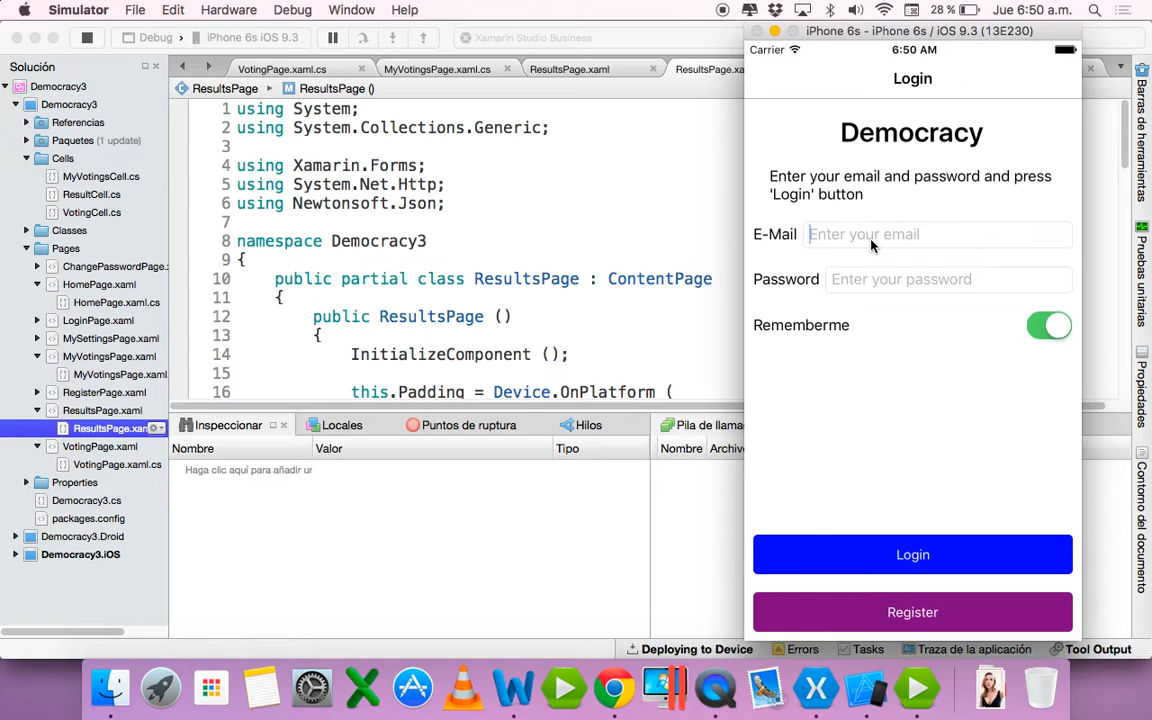 Simulator File Edit Hardware Debug Window Help 28 % Jue 6:50 a.m.
Debug iPhone 6s iOS 9.3 Xamarin Studio Business
iPhone 6s - iPhone 6s / iOS 9.3 (13E230)
Solución
VotingPage.xaml.cs MyVotingsPage.xaml.cs ResultsPage.xaml ResultsPage.xa
ResultsPage ResultsPage ()
Democracy3
Democracy3
Referencias
Paquetes (1 update)
Cells
MyVotingsCell.cs
ResultCell.cs
VotingCell.cs
Classes
Pages
ChangePasswordPage.
HomePage.xaml
HomePage.xaml.cs
LoginPage.xaml
MySettingsPage.xaml
MyVotingsPage.xaml
MyVotingsPage.xaml.
RegisterPage.xaml
ResultsPage.xaml
ResultsPage.xam
VotingPage.xaml
VotingPage.xaml.cs
Properties
Democracy3.cs
packages.config
Democracy3.Droid
Democracy3.iOS
1 using System;
2 using System.Collections.Generic;
3
4 using Xamarin.Forms;
5 using System.Net.Http;
6 using Newtonsoft.Json;
7
8 namespace Democracy3
9 {
10 public partial class ResultsPage : ContentPage
11 {
12 public ResultsPage ()
13 {
14 InitializeComponent ();
15
16 this.Padding = Device.OnPlatform (
Inspeccionar Locales Puntos de ruptura Hilos Pila de llama
Nombre Valor Tipo Nombre Archivo
Haga clic aquí para añadir ur
Carrier 6:50 AM
Login
Democracy
Enter your email and password and press
'Login' button
E-Mail Enter your email
Password Enter your password
Rememberme
Login
Register
Barras de herramientas
Pruebas unitarias
Propiedades
Contorno del documento
Deploying to Device Errors Tasks Traza de la aplicación Tool Output